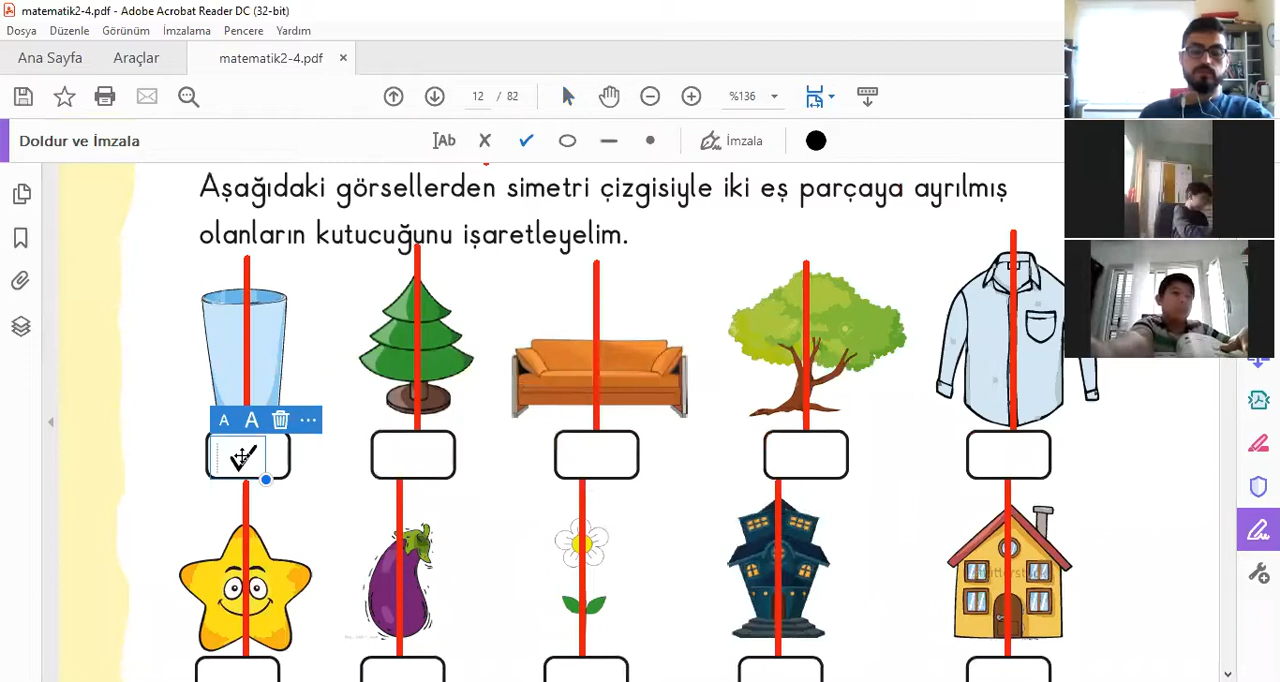 matematik2-4.pdf - Adobe Acrobat Reader DC (32-bit)
Dosya Düzenle Görünüm İmzalama Pencere Yardım
Ana Sayfa Araçlar matematik2-4.pdf ×
12 / 82 %136
Doldur ve İmzala Ab İmzala
Aşağıdaki görsellerden simetri çizgisiyle iki eş parçaya ayrılmış
olanların kutucuğunu işaretleyelim.
A A